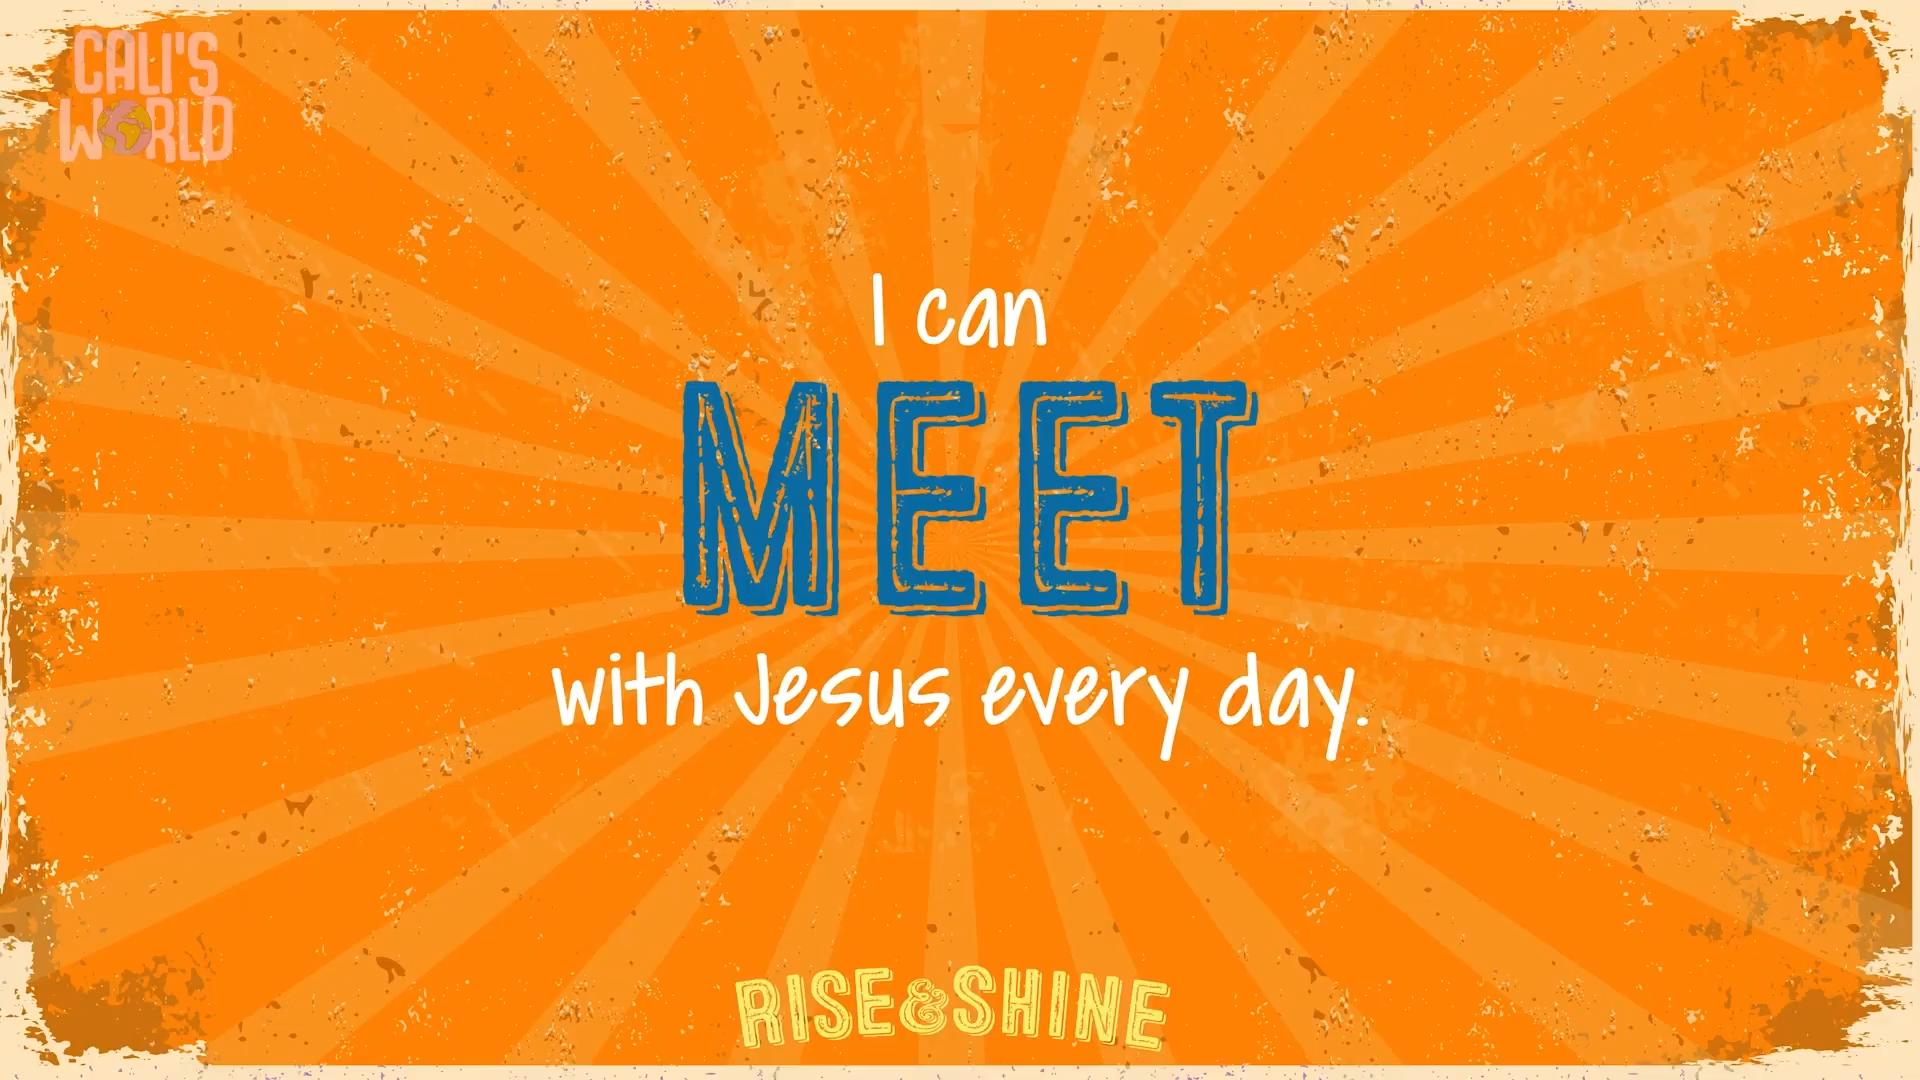 CALI'S
WORLD
I can
MEET
with Jesus every day.
RISE & SHINE